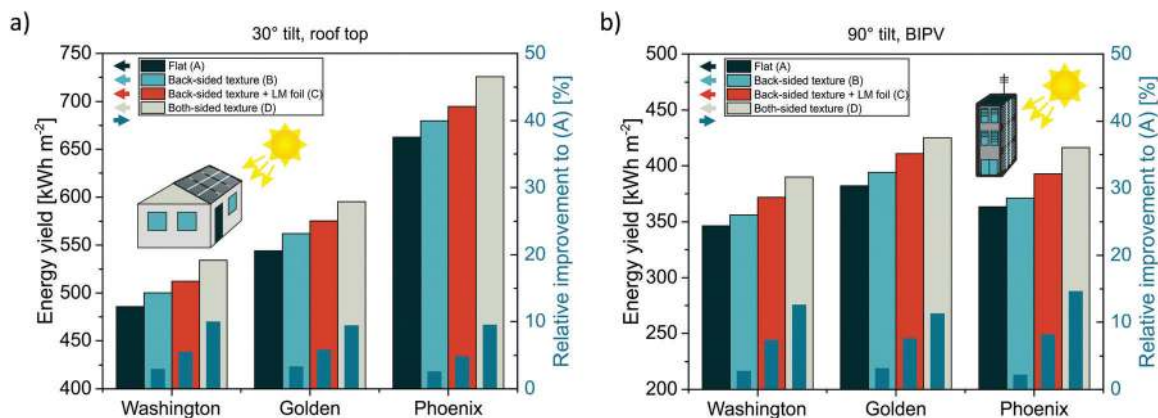 a)
30° tilt, roof top
Energy yield [kWh m⁻²]
750
700
650
600
550
500
450
400
Flat (A)
Back-sided texture (B)
Back-sided texture + LM foil (C)
Both-sided texture (D)
50
40
30
20
10
0
Relative improvement to (A) [%]
Washington
Golden
Phoenix
b)
90° tilt, BIPV
Energy yield [kWh m⁻²]
500
450
400
350
300
250
200
Flat (A)
Back-sided texture (B)
Back-sided texture + LM foil (C)
Both-sided texture (D)
50
40
30
20
10
0
Relative improvement to (A) [%]
Washington
Golden
Phoenix